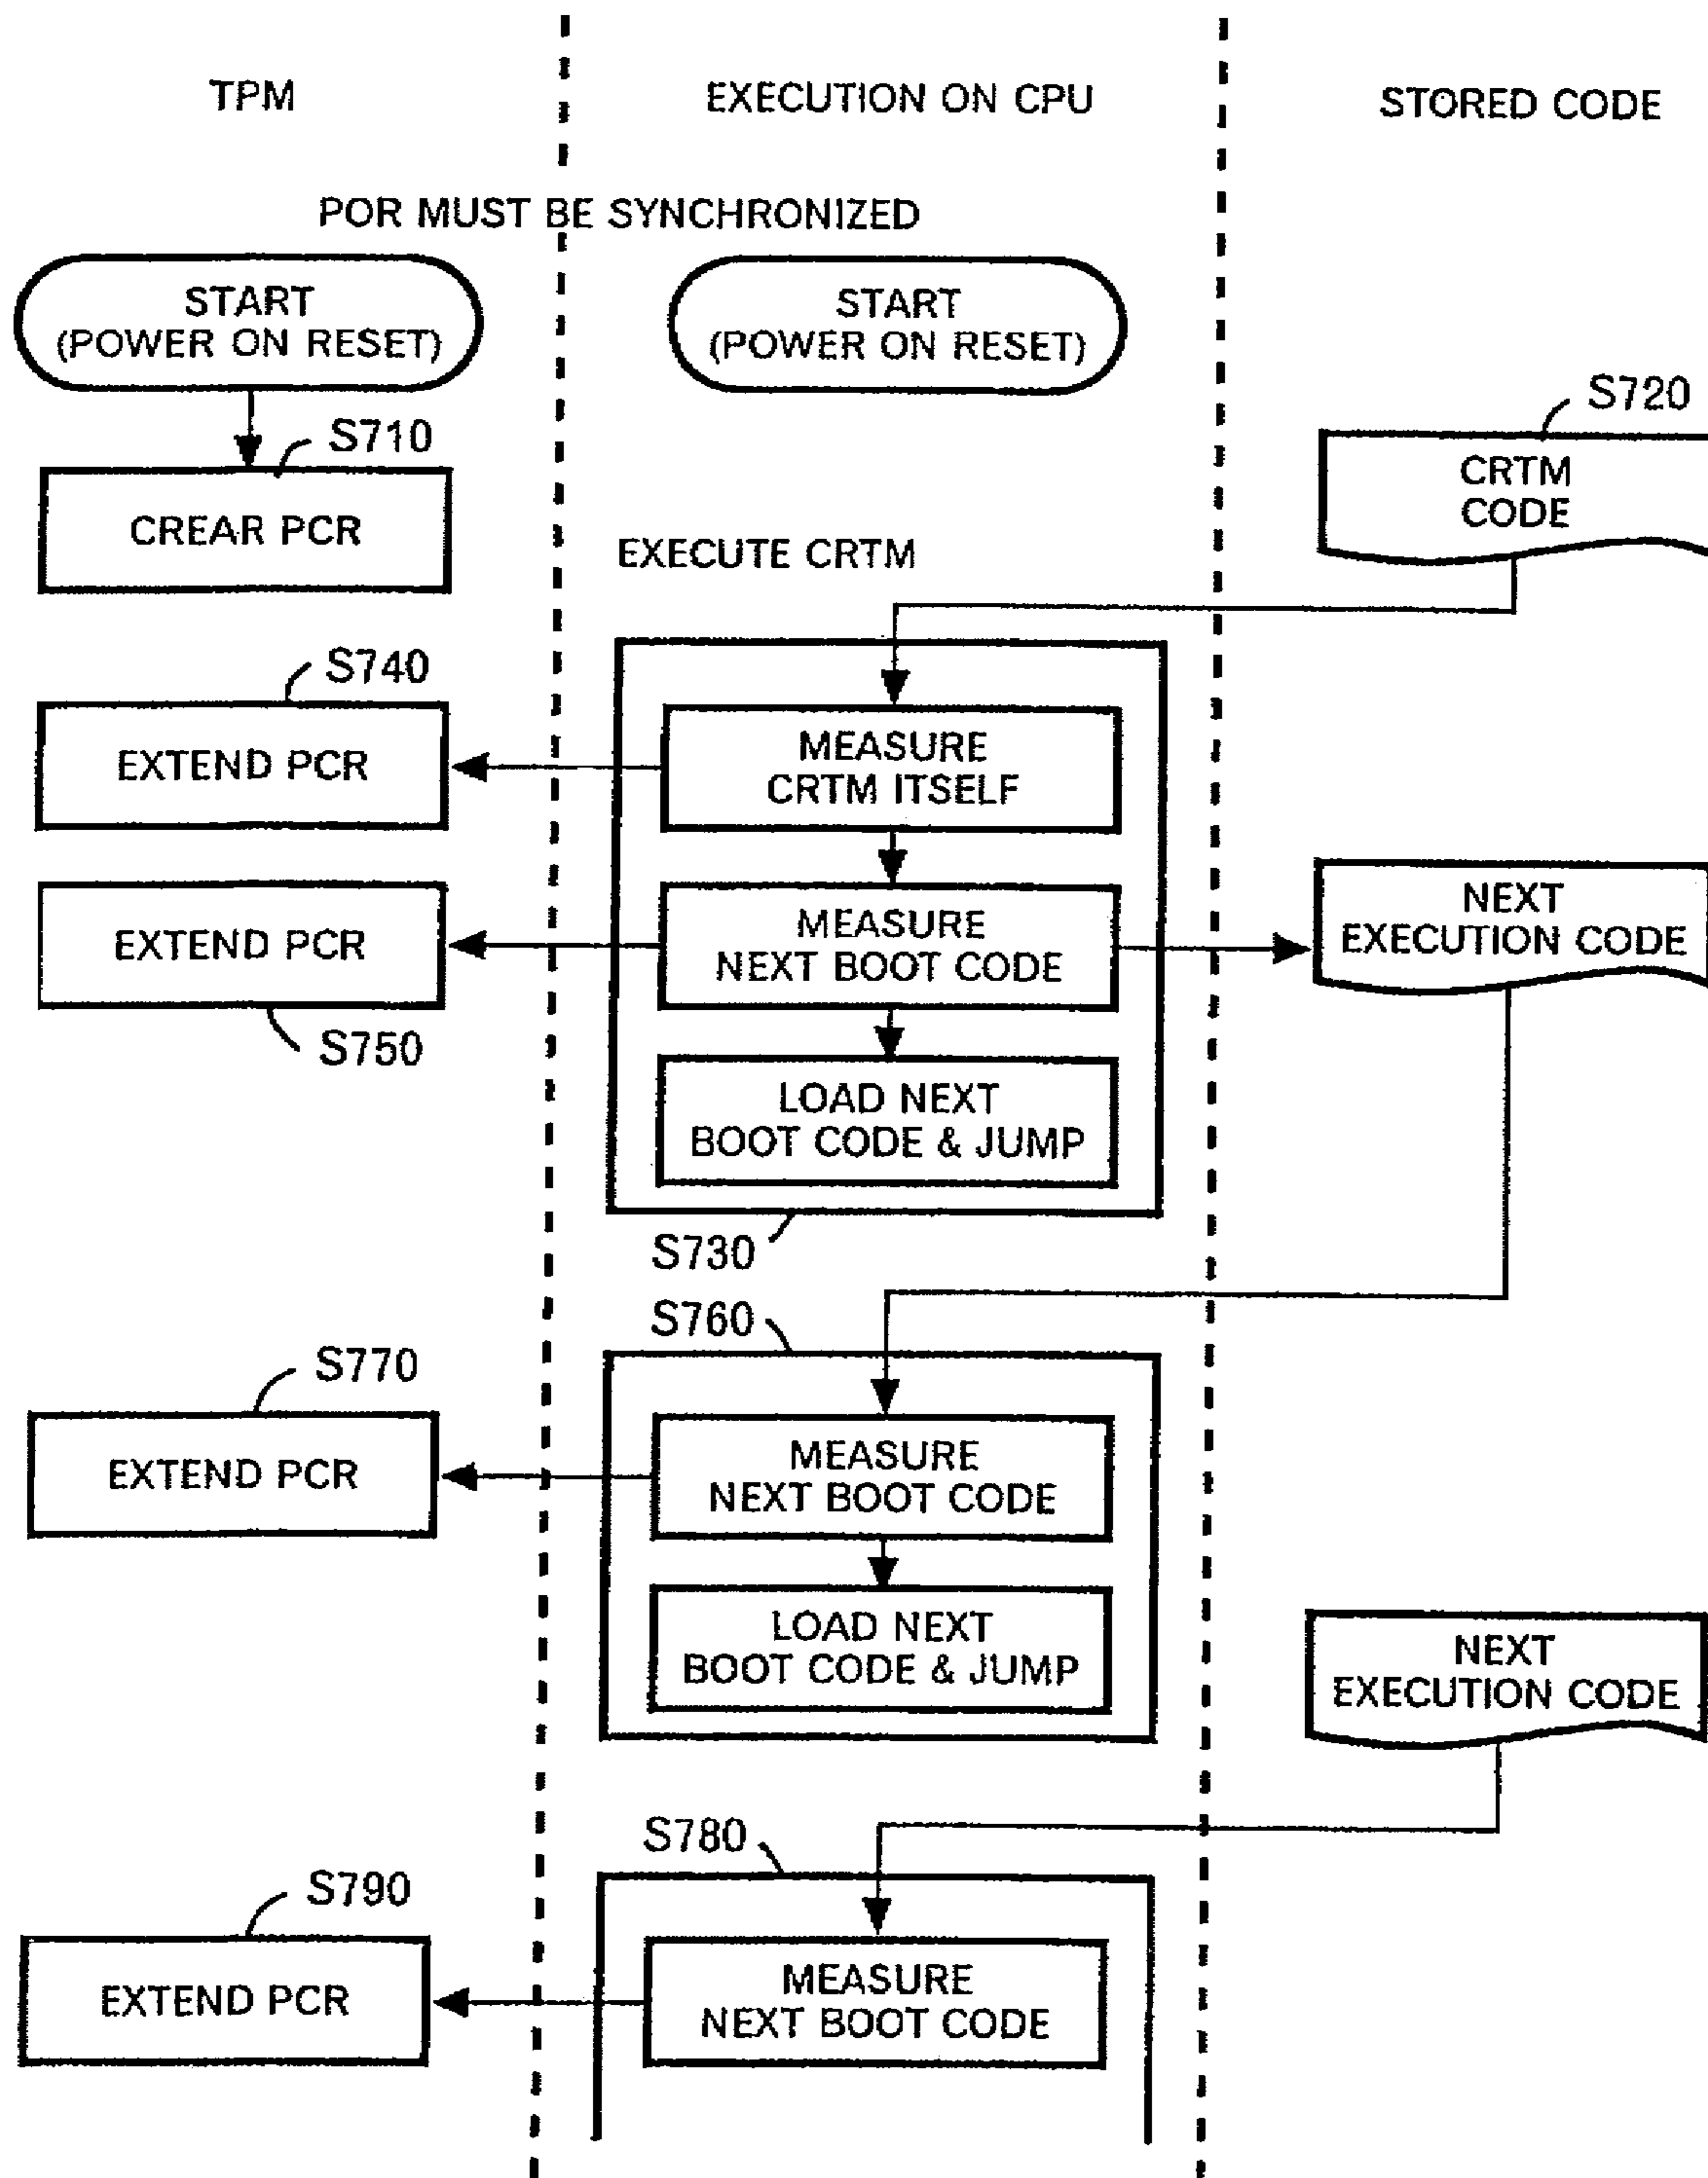 TPM
EXECUTION ON CPU
STORED CODE
POR MUST BE SYNCHRONIZED
START
(POWER ON RESET)
START
(POWER ON RESET)
S710
CREAR PCR
S720
CRTM
CODE
EXECUTE CRTM
S740
EXTEND PCR
MEASURE
CRTM ITSELF
EXTEND PCR
S750
MEASURE
NEXT BOOT CODE
NEXT
EXECUTION CODE
LOAD NEXT
BOOT CODE & JUMP
S730
S760
S770
EXTEND PCR
MEASURE
NEXT BOOT CODE
LOAD NEXT
BOOT CODE & JUMP
NEXT
EXECUTION CODE
S780
S790
EXTEND PCR
MEASURE
NEXT BOOT CODE